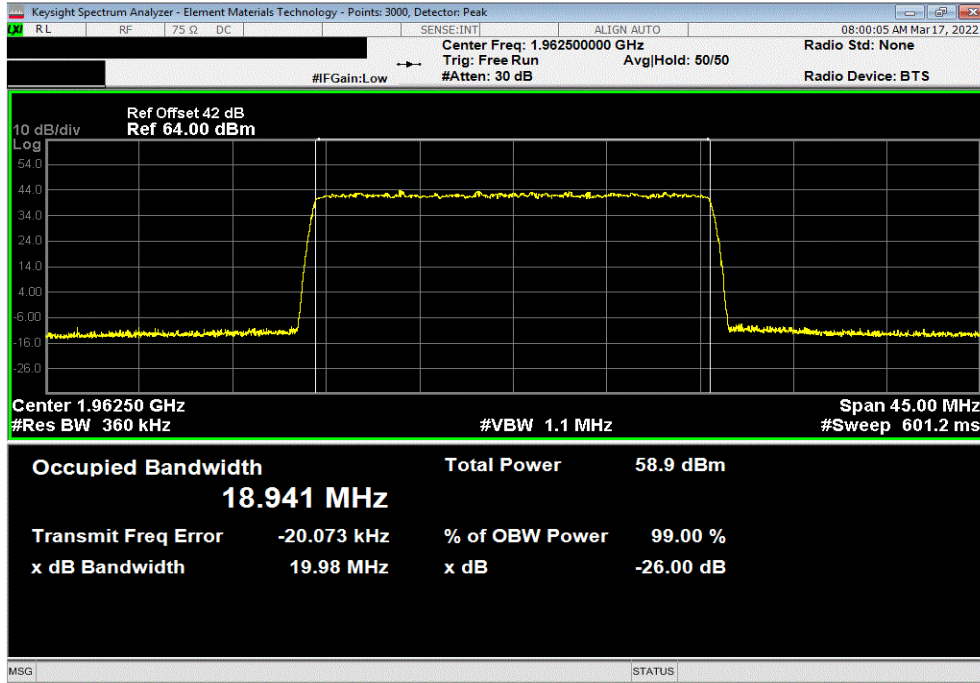 Keysight Spectrum Analyzer - Element Materials Technology - Points: 3000, Detector: Peak
LXI RL RF 75 Ω DC SENSE:INT ALIGN AUTO 08:00:05 AM Mar 17, 2022
Center Freq: 1.962500000 GHz Radio Std: None
Trig: Free Run Avg|Hold: 50/50
#IFGain:Low #Atten: 30 dB Radio Device: BTS
Ref Offset 42 dB
10 dB/div Ref 64.00 dBm
Log
54.0
44.0
34.0
24.0
14.0
4.00
-6.00
-16.0
-26.0
Center 1.96250 GHz Span 45.00 MHz
#Res BW 360 kHz #VBW 1.1 MHz #Sweep 601.2 ms
Occupied Bandwidth Total Power 58.9 dBm
18.941 MHz
Transmit Freq Error -20.073 kHz % of OBW Power 99.00 %
x dB Bandwidth 19.98 MHz x dB -26.00 dB
MSG STATUS